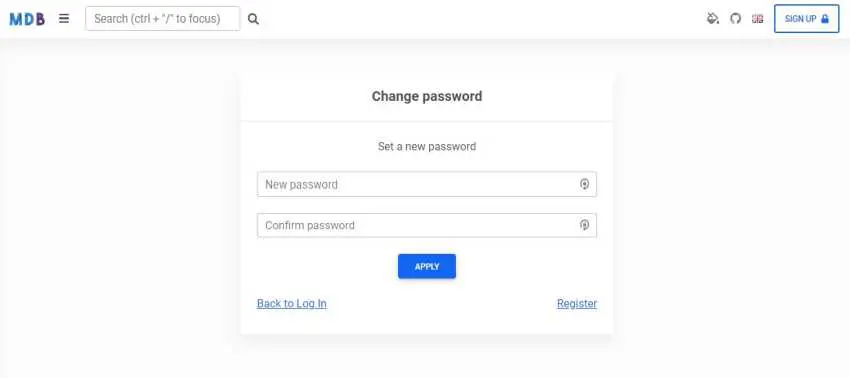 MDB
Search (ctrl + "/" to focus)
SIGN UP
Change password
Set a new password
New password
Confirm password
APPLY
Back to Log In
Register